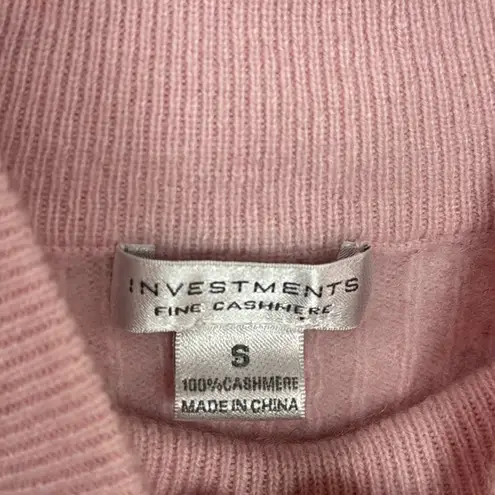 INVESTMENTS
FINE CASHMERE
S
100%CASHMERE
MADE IN CHINA